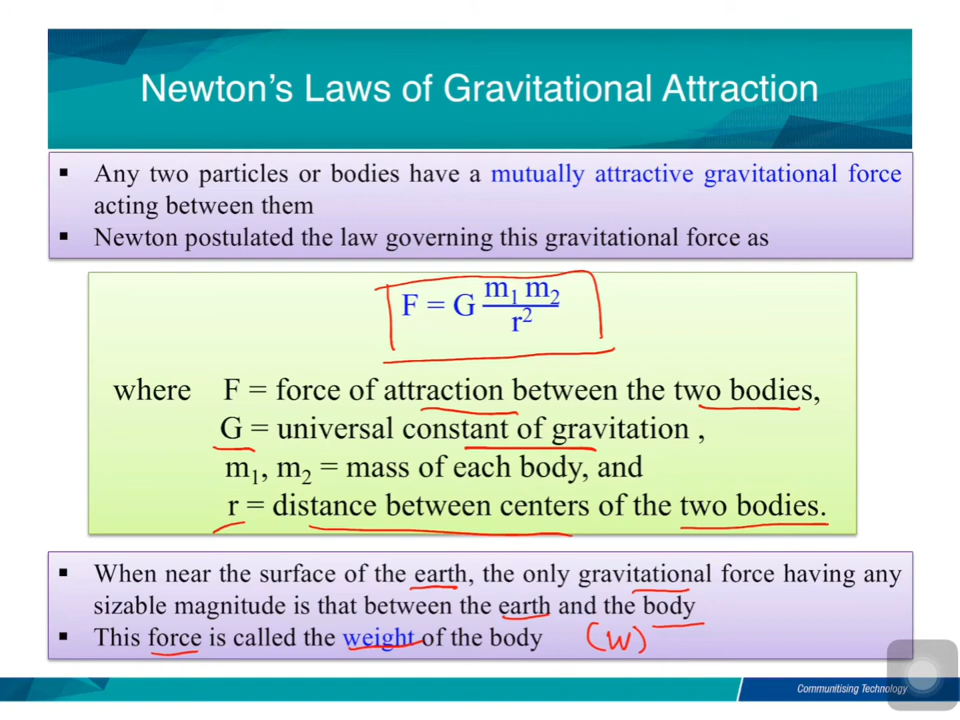 Newton's Laws of Gravitational Attraction
▪ Any two particles or bodies have a mutually attractive gravitational force
acting between them
▪ Newton postulated the law governing this gravitational force as
F = G m₁ m₂ / r²
where F = force of attraction between the two bodies,
G = universal constant of gravitation ,
m₁, m₂ = mass of each body, and
r = distance between centers of the two bodies.
▪ When near the surface of the earth, the only gravitational force having any
sizable magnitude is that between the earth and the body
▪ This force is called the weight of the body (W)
Communitising Technology